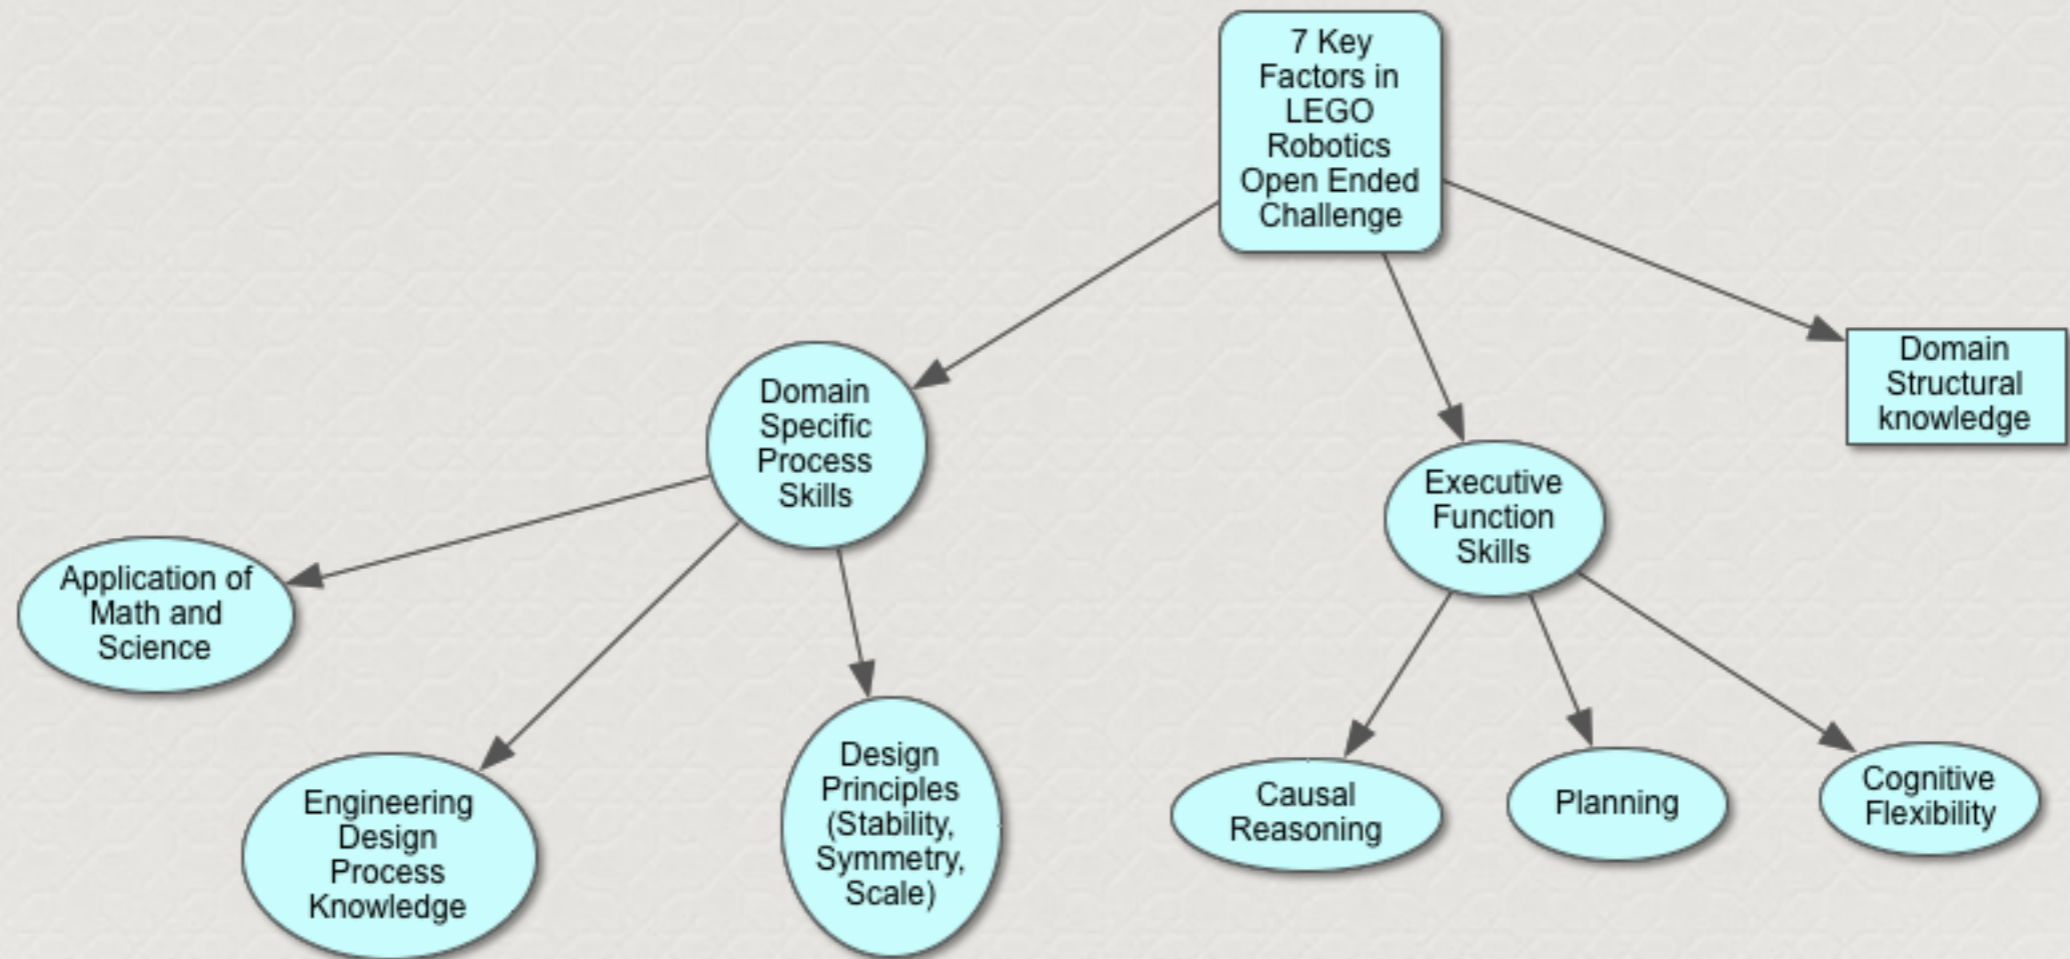 7 Key
Factors in
LEGO
Robotics
Open Ended
Challenge
Domain
Structural
knowledge
Domain
Specific
Process
Skills
Executive
Function
Skills
Application of
Math and
Science
Engineering
Design
Process
Knowledge
Design
Principles
(Stability,
Symmetry,
Scale)
Causal
Reasoning
Planning
Cognitive
Flexibility